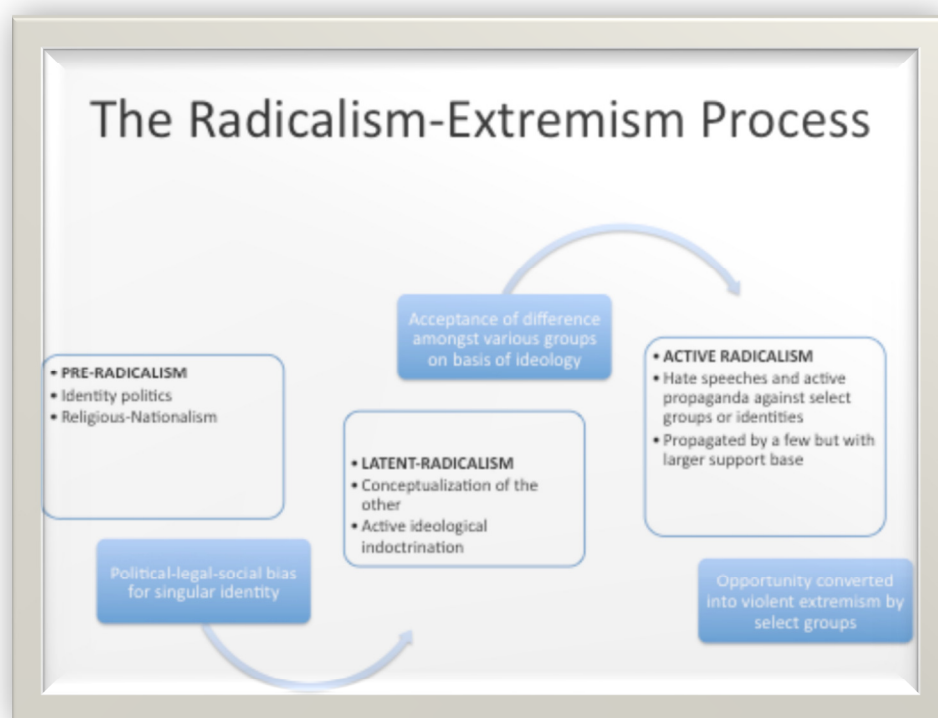 The Radicalism-Extremism Process
• PRE-RADICALISM
• Identity politics
• Religious-Nationalism
Political-legal-social bias
for singular identity
Acceptance of difference
amongst various groups
on basis of ideology
• LATENT-RADICALISM
• Conceptualization of the
other
• Active ideological
indoctrination
• ACTIVE RADICALISM
• Hate speeches and active
propaganda against select
groups or identities
• Propagated by a few but with
larger support base
Opportunity converted
into violent extremism by
select groups